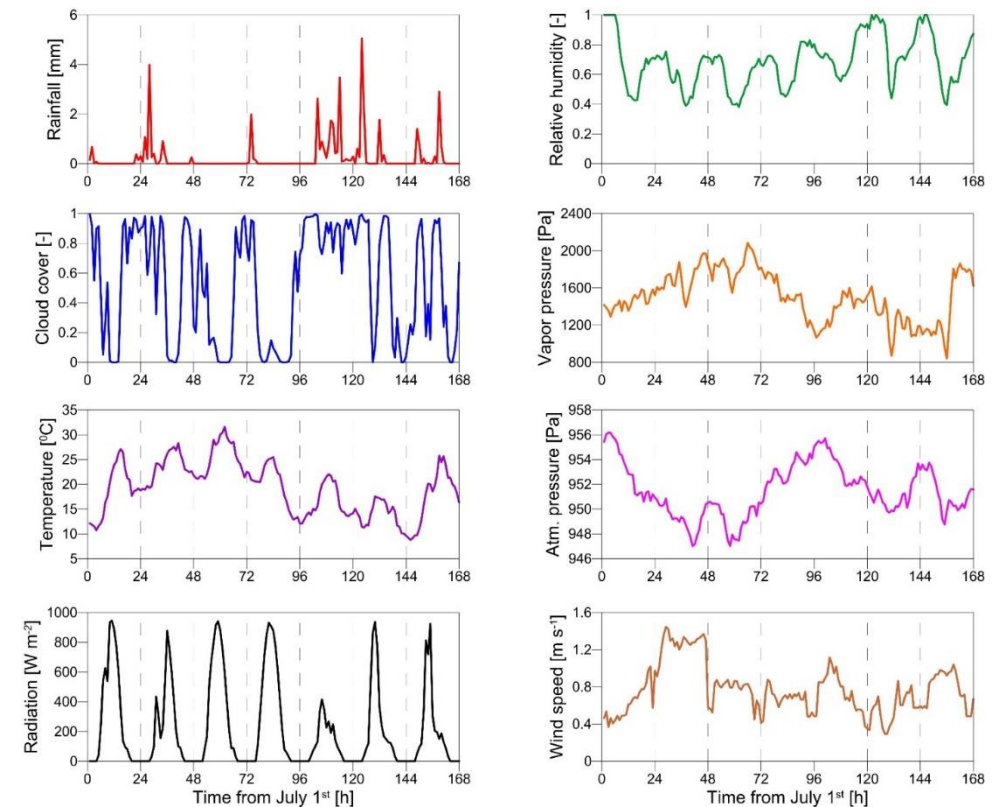 Rainfall [mm]
6
4
2
0
0 24 48 72 96 120 144 168
Relative humidity [-]
1
0.8
0.6
0.4
0.2
0
0 24 48 72 96 120 144 168
Cloud cover [-]
1
0.8
0.6
0.4
0.2
0
0 24 48 72 96 120 144 168
Vapor pressure [Pa]
2400
2000
1600
1200
800
0 24 48 72 96 120 144 168
Temperature [⁰C]
35
30
25
20
15
10
5
0 24 48 72 96 120 144 168
Atm. pressure [Pa]
958
956
954
952
950
948
946
0 24 48 72 96 120 144 168
Radiation [W m⁻²]
1000
800
600
400
200
0
0 24 48 72 96 120 144 168
Time from July 1ˢᵗ [h]
Wind speed [m s⁻¹]
1.6
1.2
0.8
0.4
0
0 24 48 72 96 120 144 168
Time from July 1ˢᵗ [h]